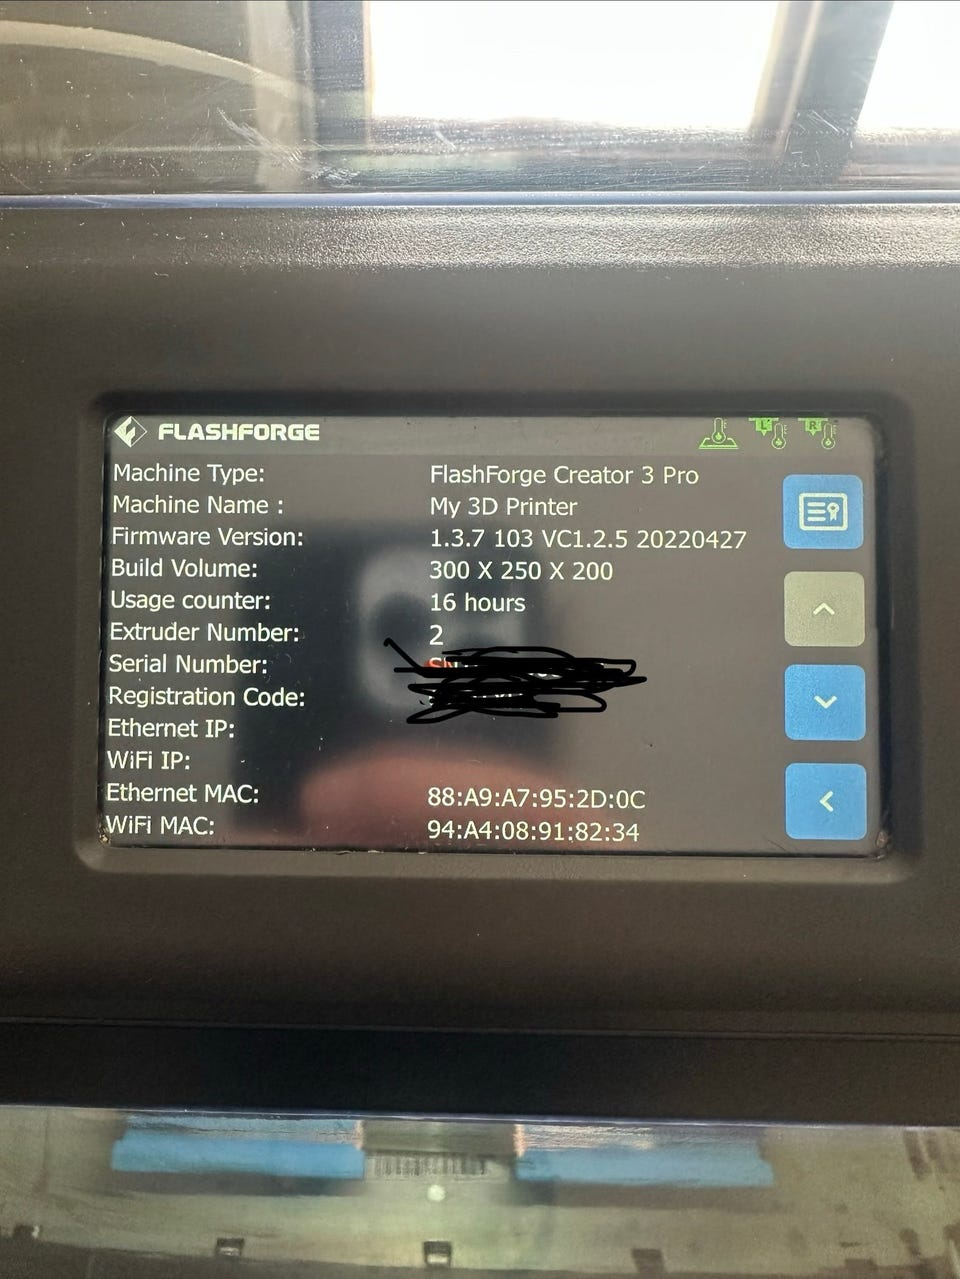 FLASHFORGE
L R
Machine Type: FlashForge Creator 3 Pro
Machine Name : My 3D Printer
Firmware Version: 1.3.7 103 VC1.2.5 20220427
Build Volume: 300 X 250 X 200
Usage counter: 16 hours
Extruder Number: 2
Serial Number:
Registration Code:
Ethernet IP:
WiFi IP:
Ethernet MAC: 88:A9:A7:95:2D:0C
WiFi MAC: 94:A4:08:91:82:34